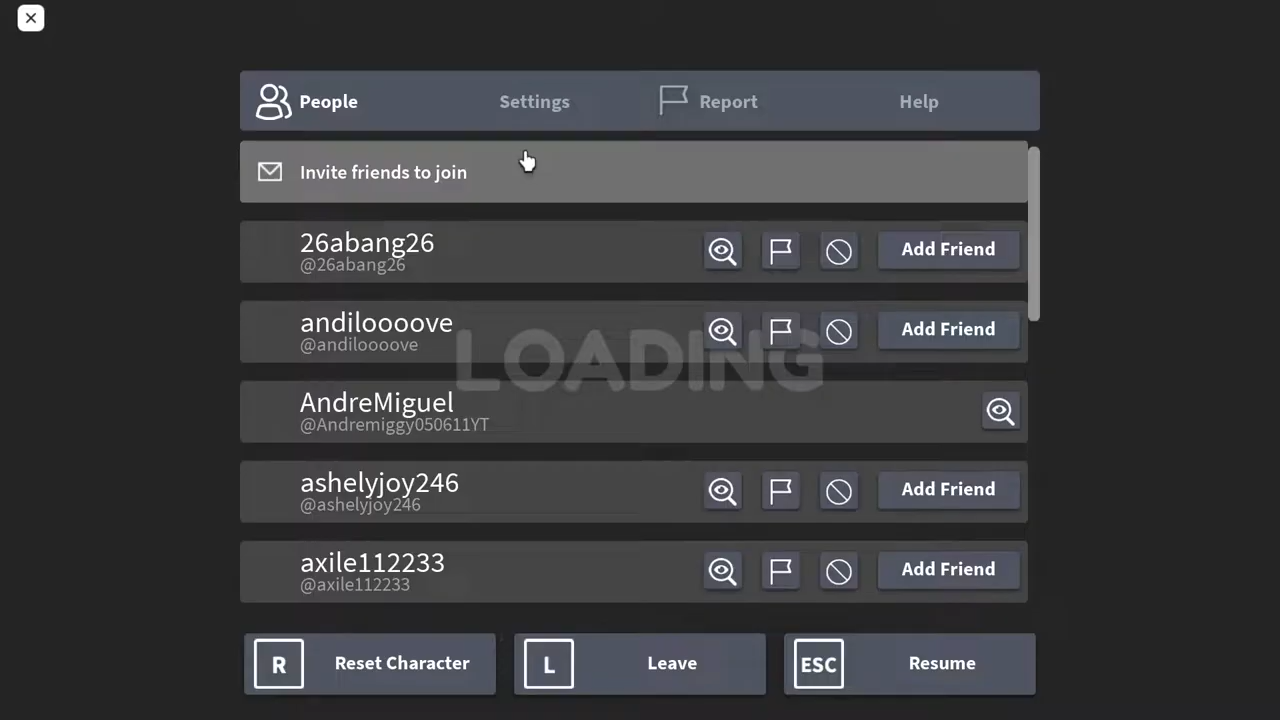 People Settings Report Help
Invite friends to join
26abang26
@26abang26
Add Friend
andiloooove
@andiloooove
Add Friend
LOADING
AndreMiguel
@Andremiggy050611YT
ashelyjoy246
@ashelyjoy246
Add Friend
axile112233
@axile112233
Add Friend
R Reset Character L Leave ESC Resume